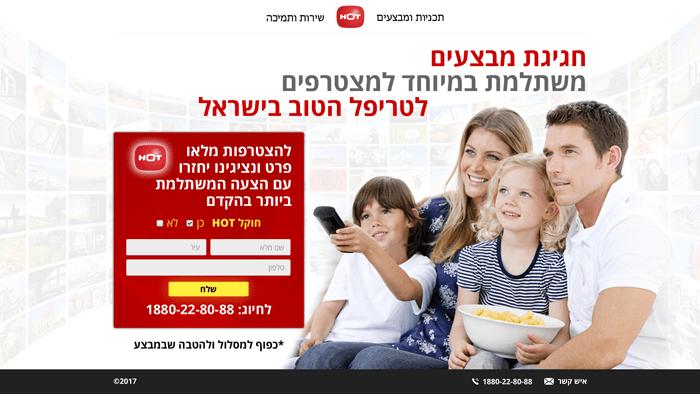 תכניות ומבצעים
HOT
שירות ותמיכה
חגיגת מבצעים
משתלמת במיוחד למצטרפים
לטריפל הטוב בישראל
HOT
להצטרפות מלאו
פרט ונציגינו יחזרו
עם הצעה המשתלמת
ביותר בהקדם
חוקל HOT כן לא
שם מלא
עיר
טלפון
שלח
לחיוג: 1880-22-80-88
*כפוף למסלול ולהטבה שבמבצע
איש קשר
1880-22-80-88
©2017